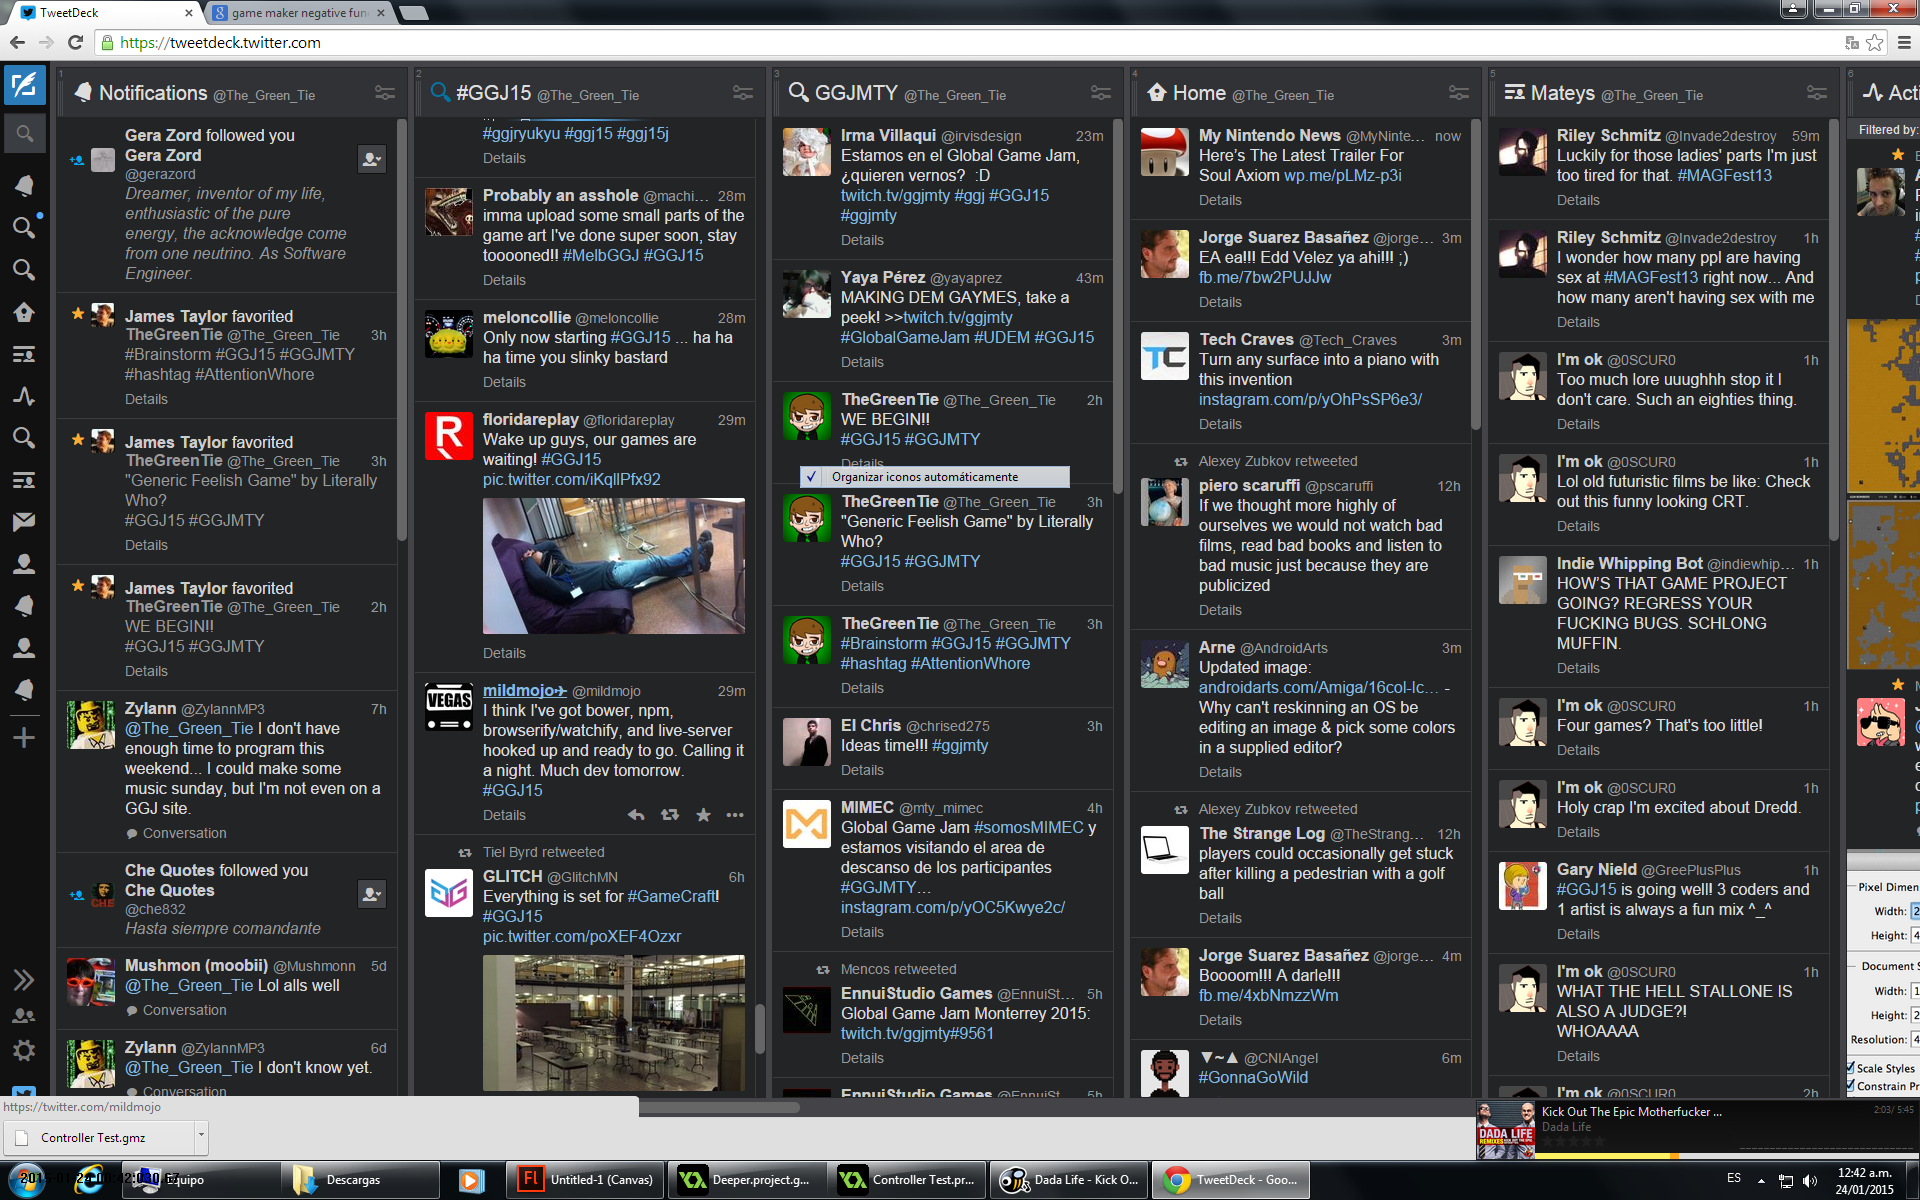 TweetDeck
game maker negative fun
https://tweetdeck.twitter.com
1
Notifications @The_Green_Tie
Gera Zord followed you
Gera Zord
@gerazord
Dreamer, inventor of my life,
enthusiastic of the pure
energy, the acknowledge come
from one neutrino. As Software
Engineer.
James Taylor favorited
TheGreenTie @The_Green_Tie 3h
#Brainstorm #GGJ15 #GGJMTY
#hashtag #AttentionWhore
Details
James Taylor favorited
TheGreenTie @The_Green_Tie 3h
"Generic Feelish Game" by Literally
Who?
#GGJ15 #GGJMTY
Details
James Taylor favorited
TheGreenTie @The_Green_Tie 2h
WE BEGIN!!
#GGJ15 #GGJMTY
Details
Zylann @ZylannMP3 7h
@The_Green_Tie I don't have
enough time to program this
weekend... I could make some
music sunday, but I'm not even on a
GGJ site.
Conversation
Che Quotes followed you
Che Quotes
@che832
Hasta siempre comandante
Mushmon (moobii) @Mushmonn 5d
@The_Green_Tie Lol alls well
Conversation
Zylann @ZylannMP3 6d
@The_Green_Tie I don't know yet.
Conversation
2
#GGJ15 @The_Green_Tie
#ggjryukyu #ggj15 #ggj15j
Details
Probably an asshole @machi... 28m
imma upload some small parts of the
game art I've done super soon, stay
tooooned!! #MelbGGJ #GGJ15
Details
meloncollie @meloncollie 28m
Only now starting #GGJ15 ... ha ha
ha time you slinky bastard
Details
floridareplay @floridareplay 29m
Wake up guys, our games are
waiting! #GGJ15
pic.twitter.com/iKqllPfx92
Details
VEGAS
mildmojo✈ @mildmojo 29m
I think I've got bower, npm,
browserify/watchify, and live-server
hooked up and ready to go. Calling it
a night. Much dev tomorrow.
#GGJ15
Details
Tiel Byrd retweeted
GLITCH @GlitchMN 6h
Everything is set for #GameCraft!
#GGJ15
pic.twitter.com/poXEF4Ozxr
3
GGJMTY @The_Green_Tie
Irma Villaqui @irvisdesign 23m
Estamos en el Global Game Jam,
¿quieren vernos? :D
twitch.tv/ggjmty #ggj #GGJ15
#ggjmty
Details
Yaya Pérez @yayaprez 43m
MAKING DEM GAYMES, take a
peek! >>twitch.tv/ggjmty
#GlobalGameJam #UDEM #GGJ15
Details
TheGreenTie @The_Green_Tie 2h
WE BEGIN!!
#GGJ15 #GGJMTY
Details
✓ Organizar iconos automáticamente
TheGreenTie @The_Green_Tie 3h
"Generic Feelish Game" by Literally
Who?
#GGJ15 #GGJMTY
Details
TheGreenTie @The_Green_Tie 3h
#Brainstorm #GGJ15 #GGJMTY
#hashtag #AttentionWhore
Details
El Chris @chrised275 3h
Ideas time!!! #ggjmty
Details
MIMEC @mty_mimec 4h
Global Game Jam #somosMIMEC y
estamos visitando el area de
descanso de los participantes
#GGJMTY…
instagram.com/p/yOC5Kwye2c/
Details
Mencos retweeted
EnnuiStudio Games @EnnuiSt... 5h
Global Game Jam Monterrey 2015:
twitch.tv/ggjmty#9561
Details
EnnuiStudio Games @EnnuiSt... 5h
4
Home @The_Green_Tie
My Nintendo News @MyNinte... now
Here's The Latest Trailer For
Soul Axiom wp.me/pLMz-p3i
Details
Jorge Suarez Basañez @jorge... 3m
EA ea!!! Edd Velez ya ahi!!! ;)
fb.me/7bw2PUJJw
Details
TC
Tech Craves @Tech_Craves 3m
Turn any surface into a piano with
this invention
instagram.com/p/yOhPsSP6e3/
Details
Alexey Zubkov retweeted
piero scaruffi @pscaruffi 12h
If we thought more highly of
ourselves we would not watch bad
films, read bad books and listen to
bad music just because they are
publicized
Details
Arne @AndroidArts 3m
Updated image:
androidarts.com/Amiga/16col-Ic... -
Why can't reskinning an OS be
editing an image & pick some colors
in a supplied editor?
Details
Alexey Zubkov retweeted
The Strange Log @TheStrang... 12h
players could occasionally get stuck
after killing a pedestrian with a golf
ball
Details
Jorge Suarez Basañez @jorge... 4m
Boooom!!! A darle!!!
fb.me/4xbNmzzWm
Details
▼~▲ @CNIAngel 6m
#GonnaGoWild
5
Mateys @The_Green_Tie
Riley Schmitz @Invade2destroy 59m
Luckily for those ladies' parts I'm just
too tired for that. #MAGFest13
Details
Riley Schmitz @Invade2destroy 1h
I wonder how many ppl are having
sex at #MAGFest13 right now... And
how many aren't having sex with me
Details
I'm ok @0SCUR0 1h
Too much lore uuughhh stop it I
don't care. Such an eighties thing.
Details
I'm ok @0SCUR0 1h
Lol old futuristic films be like: Check
out this funny looking CRT.
Details
Indie Whipping Bot @indiewhip... 1h
HOW'S THAT GAME PROJECT
GOING? REGRESS YOUR
FUCKING BUGS. SCHLONG
MUFFIN.
Details
I'm ok @0SCUR0 1h
Four games? That's too little!
Details
I'm ok @0SCUR0 1h
Holy crap I'm excited about Dredd.
Details
Gary Nield @GreePlusPlus 1h
#GGJ15 is going well! 3 coders and
1 artist is always a fun mix ^_^
Details
I'm ok @0SCUR0 1h
WHAT THE HELL STALLONE IS
ALSO A JUDGE?!
WHOAAAA
Details
I'm ok @0SCUR0 2h
6
Acti
Filtered by:
Pixel Dimen
Width: 2
Height: 4
Document S
Width: 1
Height: 2
Resolution: 4
Scale Styles
Constrain Pr
https://twitter.com/mildmojo
Controller Test.gmz
DADA LIFE
Kick Out The Epic Motherfucker ...
Dada Life
2:03/ 5:45
Equipo
Descargas
Untitled-1 (Canvas)
Deeper.project.g...
Controller Test.pr...
Dada Life - Kick O...
TweetDeck - Goo...
ES
12:42 a.m.
24/01/2015